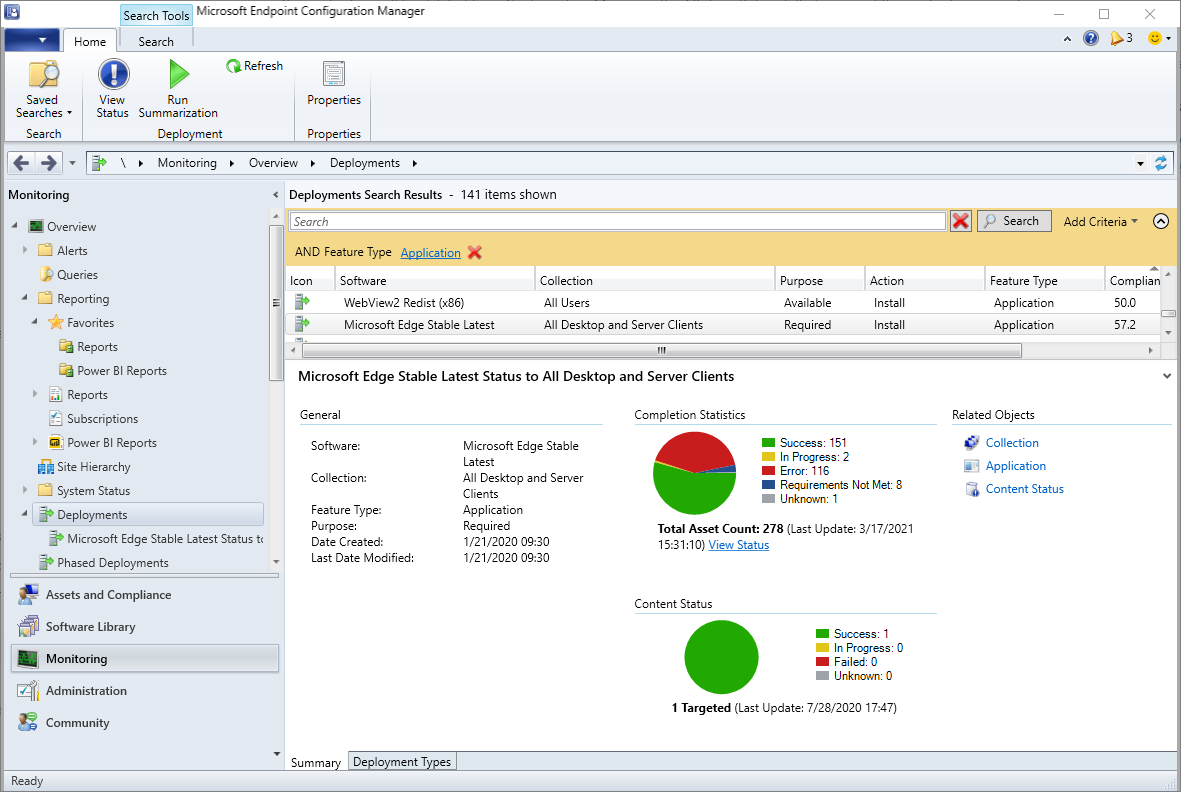 Search Tools
Microsoft Endpoint Configuration Manager
Home
Search
3
Saved
Searches
Search
View
Status
Run
Summarization
Refresh
Deployment
Properties
Properties
\ Monitoring Overview Deployments
Monitoring
Overview
Alerts
Queries
Reporting
Favorites
Reports
Power BI Reports
Reports
Subscriptions
Power BI Reports
Site Hierarchy
System Status
Deployments
Microsoft Edge Stable Latest Status to
Phased Deployments
Assets and Compliance
Software Library
Monitoring
Administration
Community
Deployments Search Results - 141 items shown
Search
Search
Add Criteria
AND Feature Type Application
Icon Software Collection Purpose Action Feature Type Complian
WebView2 Redist (x86) All Users Available Install Application 50.0
Microsoft Edge Stable Latest All Desktop and Server Clients Required Install Application 57.2
Microsoft Edge Stable Latest Status to All Desktop and Server Clients
General
Software: Microsoft Edge Stable
Latest
Collection: All Desktop and Server
Clients
Feature Type: Application
Purpose: Required
Date Created: 1/21/2020 09:30
Last Date Modified: 1/21/2020 09:30
Completion Statistics
Success: 151
In Progress: 2
Error: 116
Requirements Not Met: 8
Unknown: 1
Total Asset Count: 278 (Last Update: 3/17/2021
15:31:10) View Status
Content Status
Success: 1
In Progress: 0
Failed: 0
Unknown: 0
1 Targeted (Last Update: 7/28/2020 17:47)
Related Objects
Collection
Application
Content Status
Summary
Deployment Types
Ready